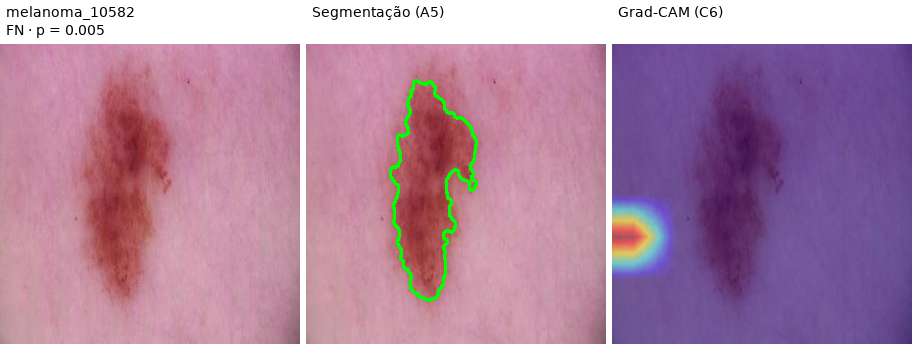 melanoma_10582
FN · p = 0.005
Segmentação (A5)
Grad-CAM (C6)